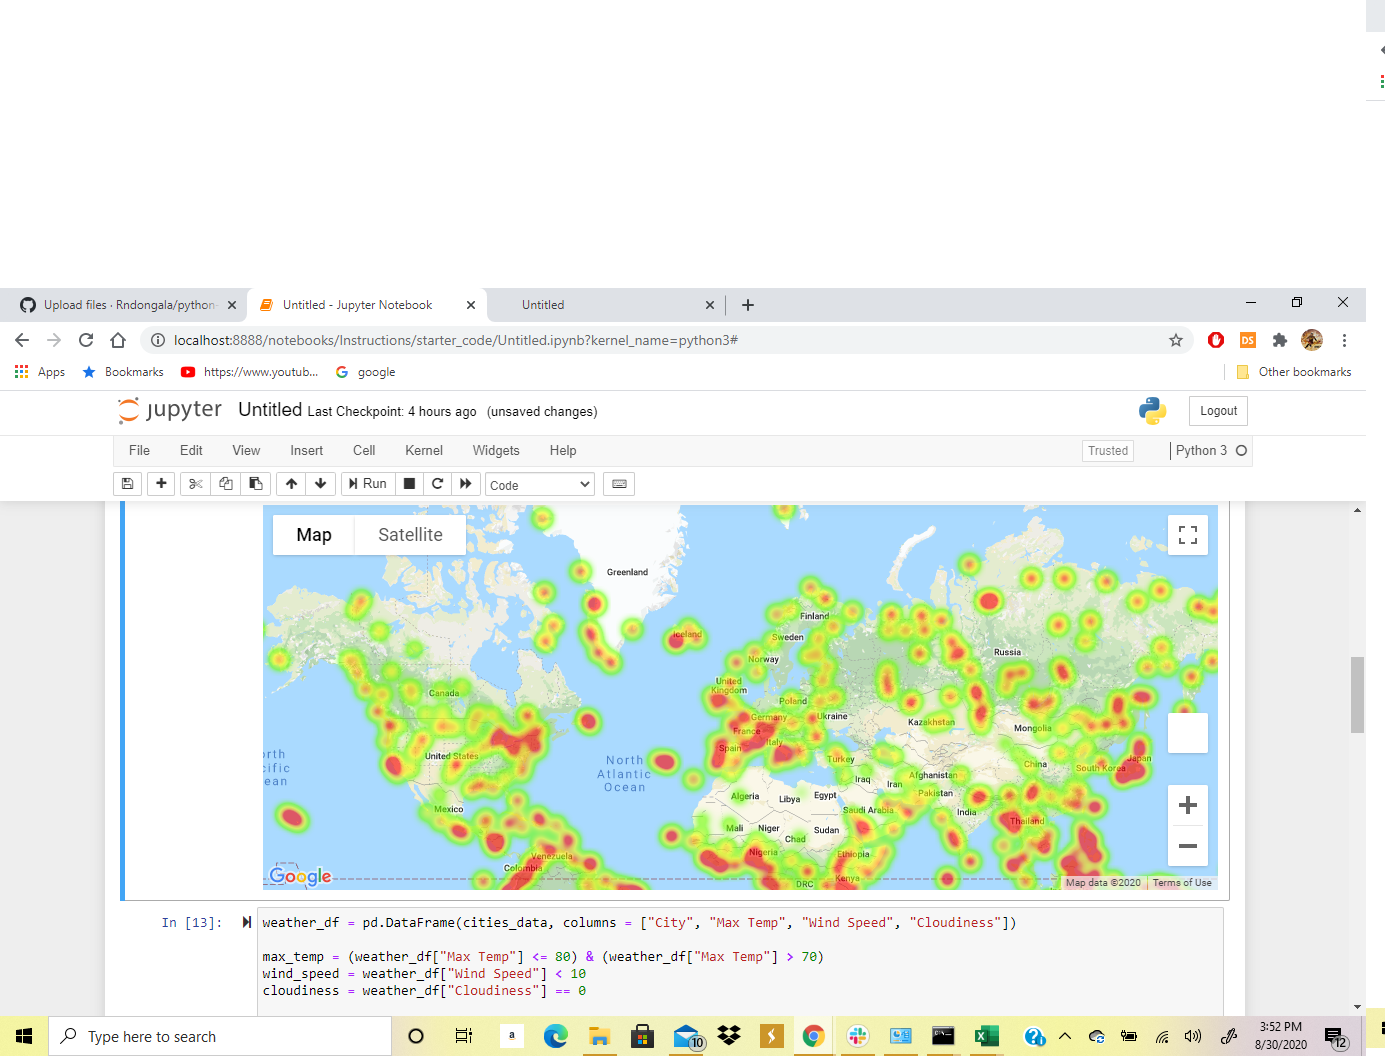 Upload files · Rndongala/python-
Untitled - Jupyter Notebook
Untitled
localhost:8888/notebooks/Instructions/starter_code/Untitled.ipynb?kernel_name=python3#
DS
Apps
Bookmarks
https://www.youtub...
google
Other bookmarks
jupyter
Untitled Last Checkpoint: 4 hours ago (unsaved changes)
Logout
File Edit View Insert Cell Kernel Widgets Help
Trusted
Python 3
Run
Code
Map
Satellite
Greenland
Iceland
Finland
Sweden
Norway
Russia
United
Kingdom
Canada
Poland
Germany
Ukraine
Kazakhstan
Mongolia
France
Italy
Spain
United States
Turkey
Japan
China
South Korea
North
Atlantic
Ocean
Iraq
Iran
Afghanistan
Pakistan
Algeria
Libya
Egypt
Saudi Arabia
India
Mexico
Mali
Niger
Chad
Sudan
Thailand
Venezuela
Colombia
Nigeria
Ethiopia
DRC
Kenya
Google
Map data ©2020
Terms of Use
In [13]:
weather_df = pd.DataFrame(cities_data, columns = ["City", "Max Temp", "Wind Speed", "Cloudiness"])
max_temp = (weather_df["Max Temp"] <= 80) & (weather_df["Max Temp"] > 70)
wind_speed = weather_df["Wind Speed"] < 10
cloudiness = weather_df["Cloudiness"] == 0
Type here to search
a
10
3:52 PM
8/30/2020
12